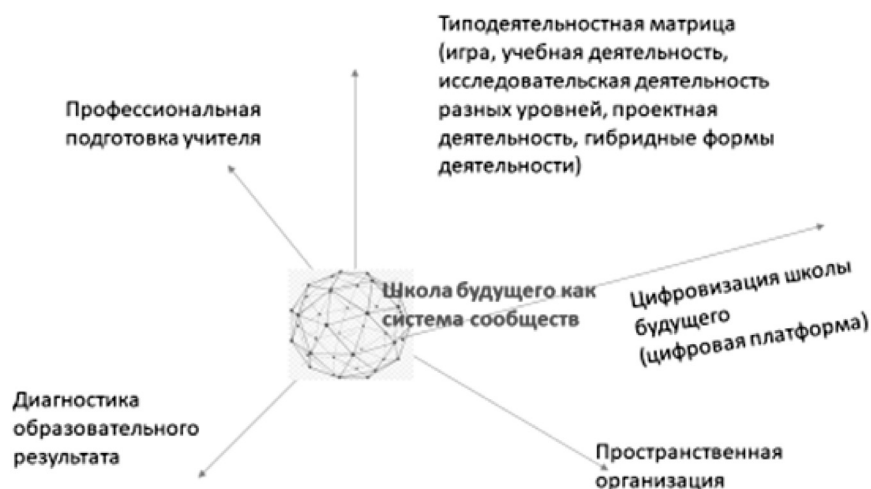 Типодеятельностная матрица
(игра, учебная деятельность,
исследовательская деятельность
разных уровней, проектная
деятельность, гибридные формы
деятельности)
Профессиональная
подготовка учителя
Школа будущего как
система сообществ
Цифровизация школы
будущего
(цифровая платформа)
Диагностика
образовательного
результата
Пространственная
организация